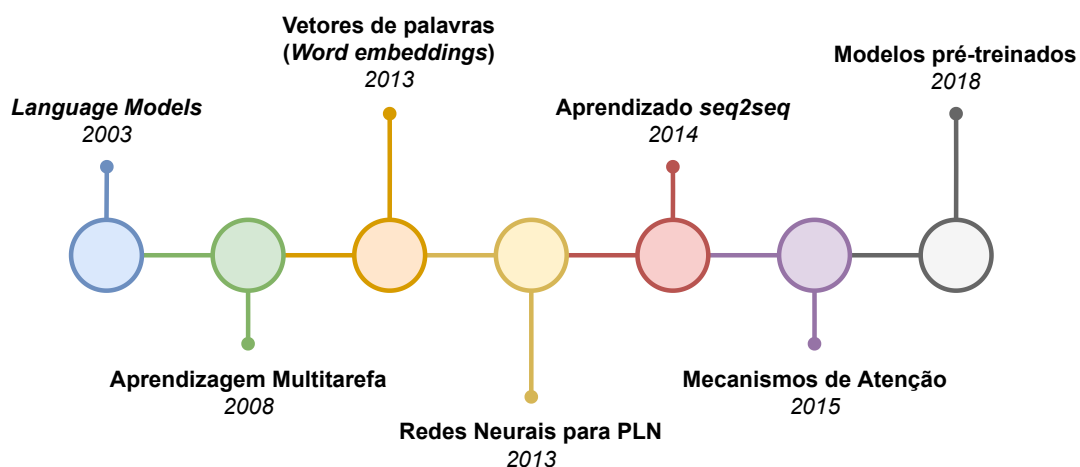 Language Models
2003
Aprendizagem Multitarefa
2008
Vetores de palavras
(Word embeddings)
2013
Redes Neurais para PLN
2013
Aprendizado seq2seq
2014
Mecanismos de Atenção
2015
Modelos pré-treinados
2018